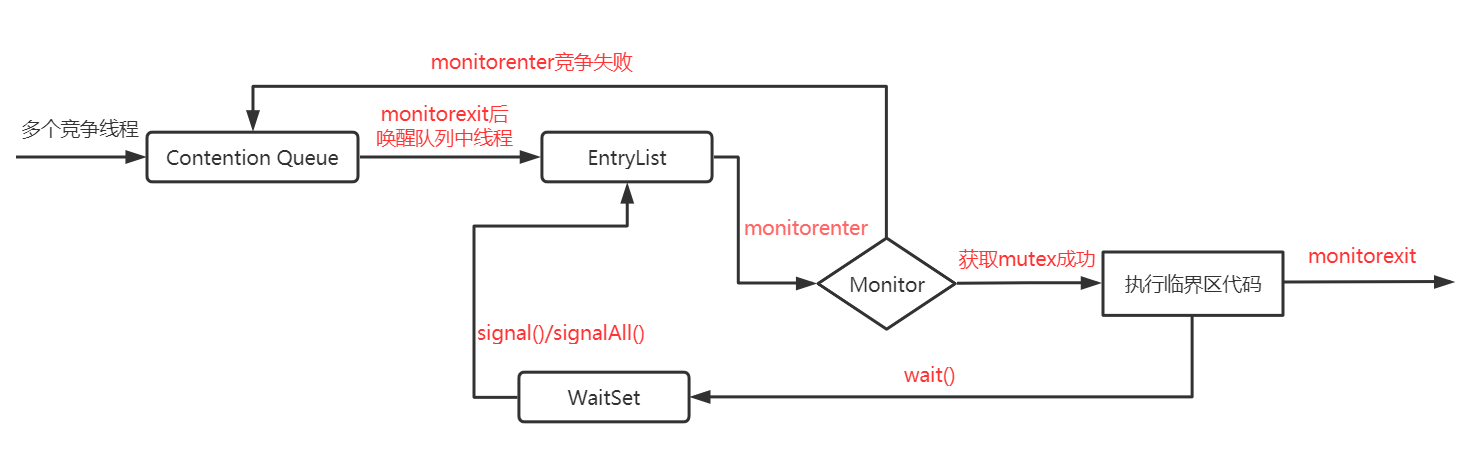 monitorenter竞争失败
多个竞争线程
monitorexit后
唤醒队列中线程
Contention Queue
EntryList
monitorenter
获取mutex成功
monitorexit
Monitor
执行临界区代码
signal()/signalAll()
wait()
WaitSet